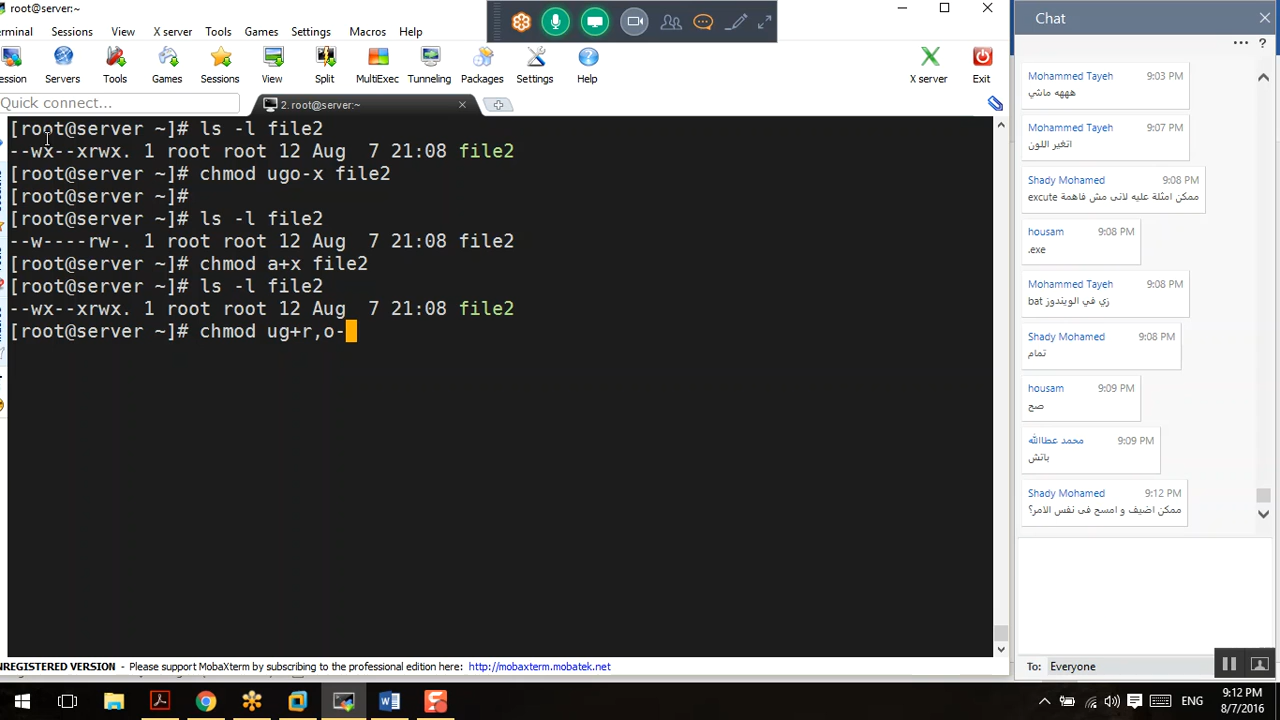 root@server:~
erminal Sessions View X server Tools Games Settings Macros Help
ession Servers Tools Games Sessions View Split MultiExec Tunneling Packages Settings Help X server Exit
Quick connect...
2. root@server:~
[root@server ~]# ls -l file2
--wx--xrwx. 1 root root 12 Aug  7 21:08 file2
[root@server ~]# chmod ugo-x file2
[root@server ~]#
[root@server ~]# ls -l file2
--w----rw-. 1 root root 12 Aug  7 21:08 file2
[root@server ~]# chmod a+x file2
[root@server ~]# ls -l file2
--wx--xrwx. 1 root root 12 Aug  7 21:08 file2
[root@server ~]# chmod ug+r,o-
NREGISTERED VERSION - Please support MobaXterm by subscribing to the professional edition here: http://mobaxterm.mobatek.net
Chat
Mohammed Tayeh 9:03 PM
هههه ماشي
Mohammed Tayeh 9:07 PM
اتغير اللون
Shady Mohamed 9:08 PM
ممكن امثلة عليه لانى مش فاهمة excute
housam 9:08 PM
.exe
Mohammed Tayeh 9:08 PM
زي في الويندوز bat
Shady Mohamed 9:08 PM
تمام
housam 9:09 PM
صح
محمد عطاالله 9:09 PM
باتش
Shady Mohamed 9:12 PM
ممكن اضيف و امسح فى نفس الامر؟
To: Everyone
ENG
9:12 PM
8/7/2016